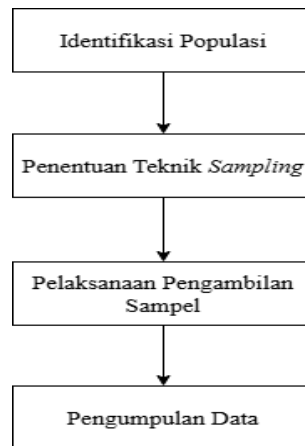 Identifikasi Populasi
Penentuan Teknik Sampling
Pelaksanaan Pengambilan
Sampel
Pengumpulan Data